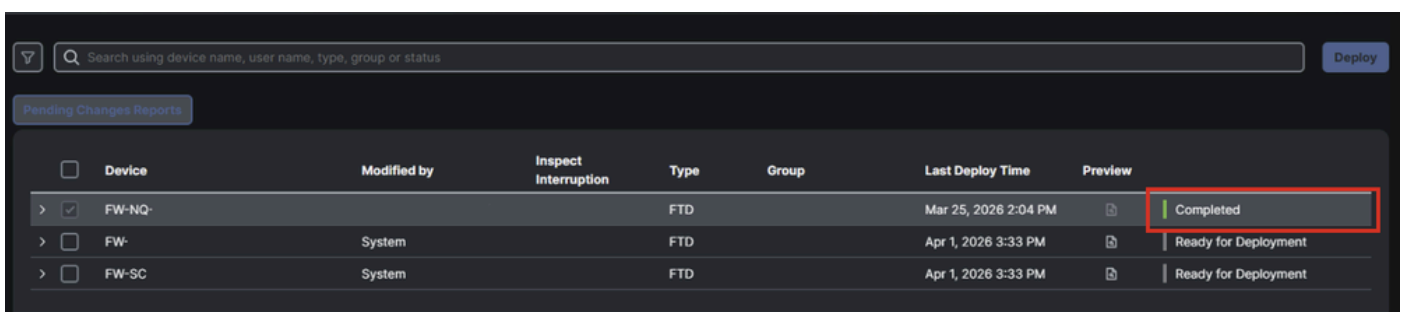 Search using device name, user name, type, group or status
Deploy
Pending Changes Reports
Device Modified by Inspect Interruption Type Group Last Deploy Time Preview
FW-NQ- FTD Mar 25, 2026 2:04 PM Completed
FW- System FTD Apr 1, 2026 3:33 PM Ready for Deployment
FW-SC System FTD Apr 1, 2026 3:33 PM Ready for Deployment